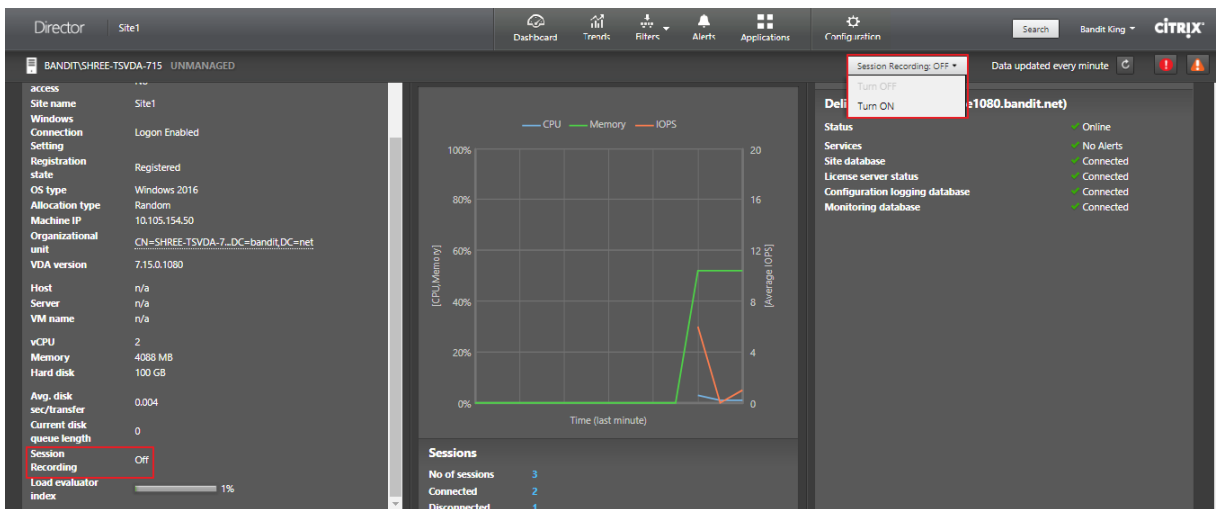 Director
Site1
Dashboard
Trends
Filters
Alerts
Applications
Configuration
Search
Bandit King
CİTRIX
BANDIT\SHREE-TSVDA-715 UNMANAGED
Session Recording: OFF
Turn OFF
Turn ON
Data updated every minute
access
Site name Site1
Windows
Connection Logon Enabled
Setting
Registration
state Registered
OS type Windows 2016
Allocation type Random
Machine IP 10.105.154.50
Organizational
unit CN=SHREE-TSVDA-7...DC=bandit,DC=net
VDA version 7.15.0.1080
Host n/a
Server n/a
VM name n/a
vCPU 2
Memory 4088 MB
Hard disk 100 GB
Avg. disk
sec/transfer 0.004
Current disk
queue length 0
Session
Recording Off
Load evaluator
index 1%
CPU Memory IOPS
100% 20
80% 16
60% 12
40% 8
20% 4
0% 0
[CPU,Memory]
[Average IOPS]
Time (last minute)
Sessions
No of sessions 3
Connected 2
Disconnected 1
Deli e1080.bandit.net)
Status Online
Services No Alerts
Site database Connected
License server status Connected
Configuration logging database Connected
Monitoring database Connected